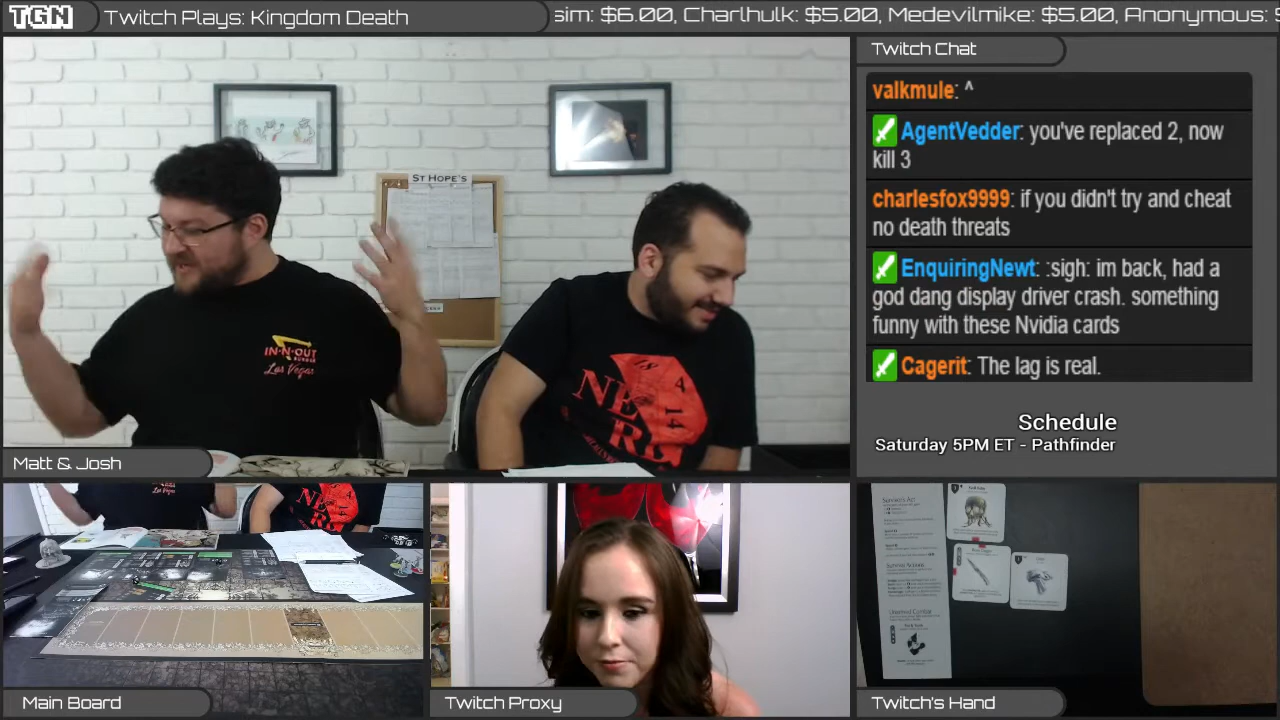 TGN
Twitch Plays: Kingdom Death
sim: $6.00, Charlhulk: $5.00, Medevilmike: $5.00, Anonymous:
Twitch Chat
valkmule: ^
AgentVedder: you've replaced 2, now
kill 3
charlesfox9999: if you didn't try and cheat
no death threats
EnquiringNewt: :sigh: im back, had a
god dang display driver crash. something
funny with these Nvidia cards
Cagerit: The lag is real.
Schedule
Saturday 5PM ET - Pathfinder
ST HOPE'S
IN-N-OUT
BURGER
Las Vegas
NE
R
4
14
Matt & Josh
NE
Main Board
Twitch Proxy
Twitch's Hand